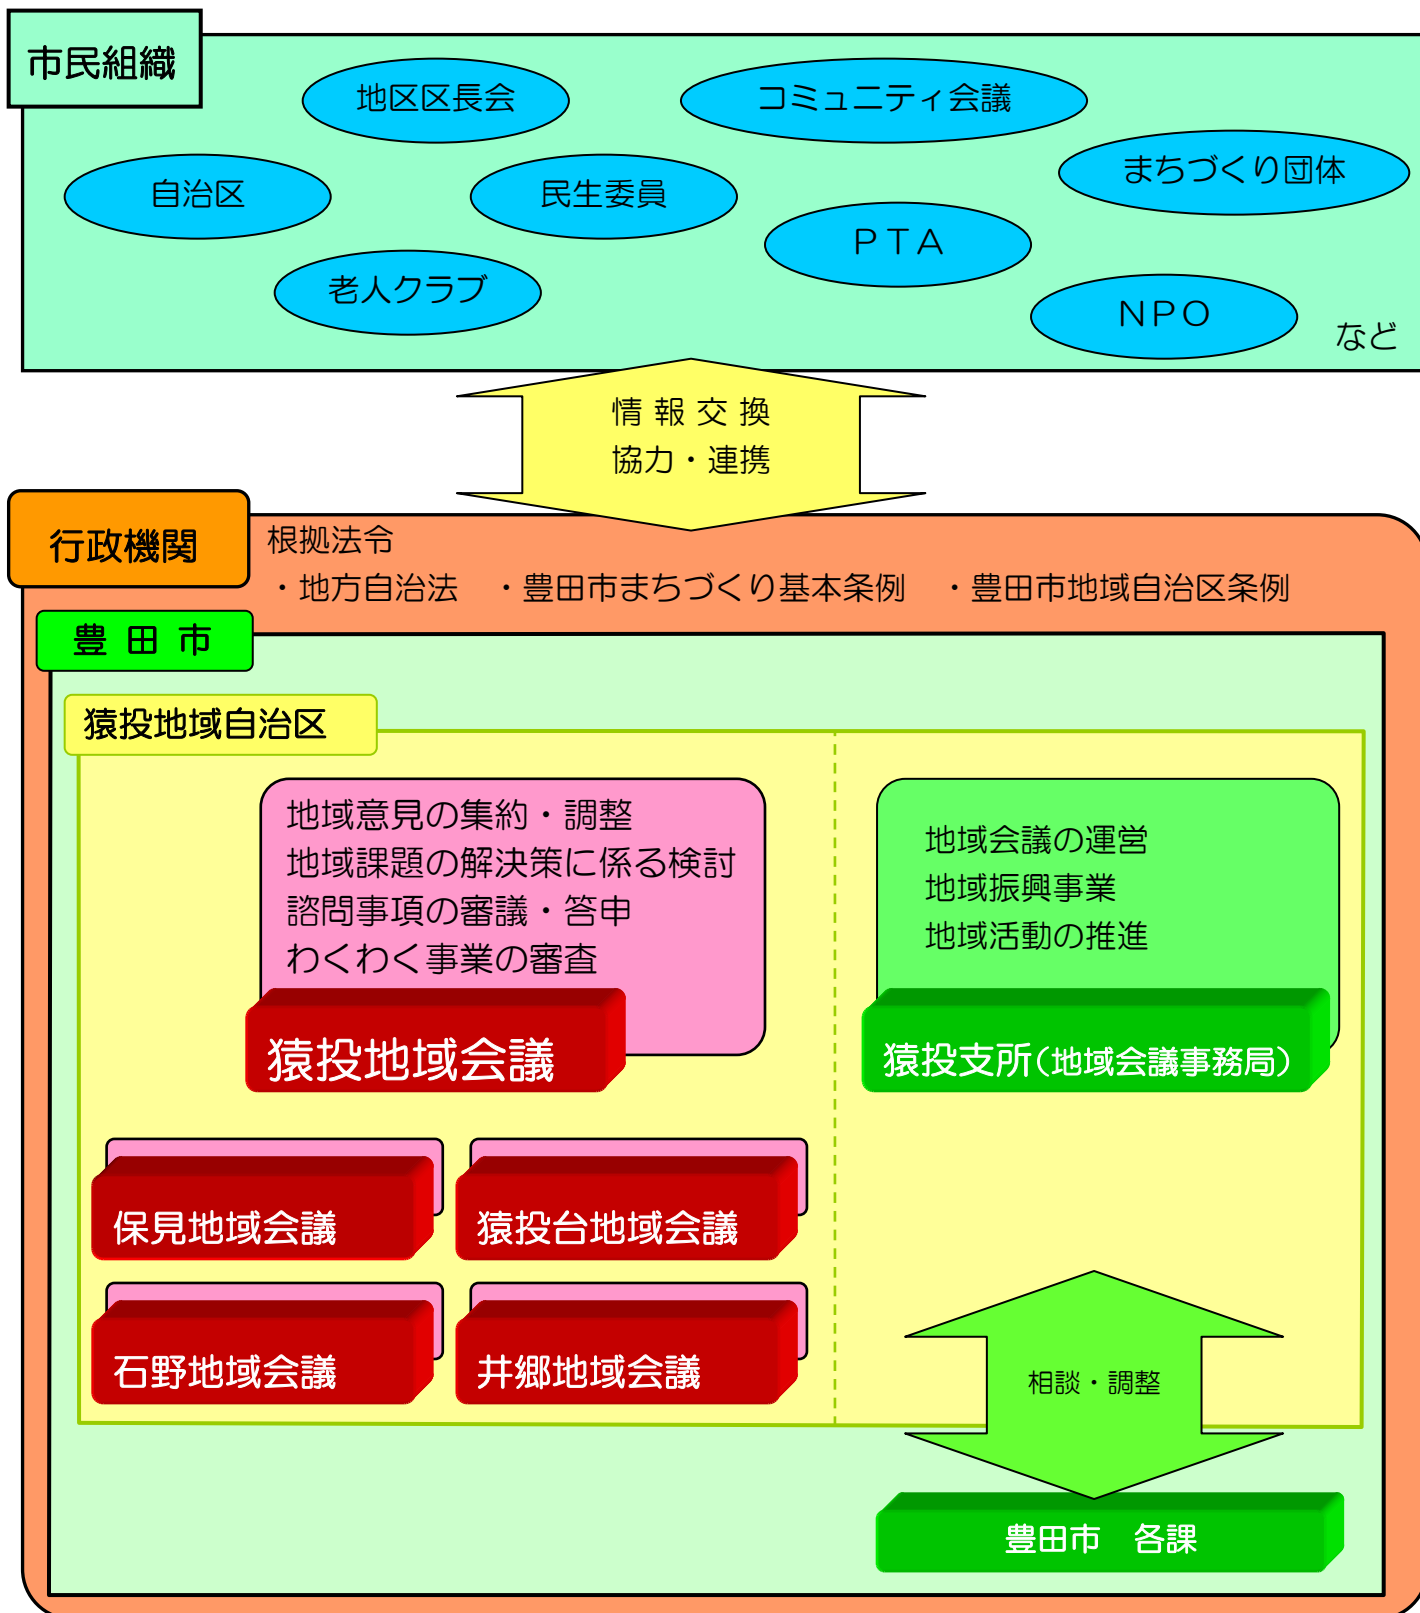 市民組織
地区区長会
コミュニティ会議
まちづくり団体
自治区
民生委員
ＰＴＡ
老人クラブ
ＮＰＯ
など
情 報 交 換
協力・連携
行政機関
根拠法令
・地方自治法　・豊田市まちづくり基本条例　・豊田市地域自治区条例
豊 田 市
猿投地域自治区
地域意見の集約・調整
地域課題の解決策に係る検討
諮問事項の審議・答申
わくわく事業の審査
猿投地域会議
地域会議の運営
地域振興事業
地域活動の推進
猿投支所（地域会議事務局）
保見地域会議
猿投台地域会議
石野地域会議
井郷地域会議
相談・調整
豊田市　各課